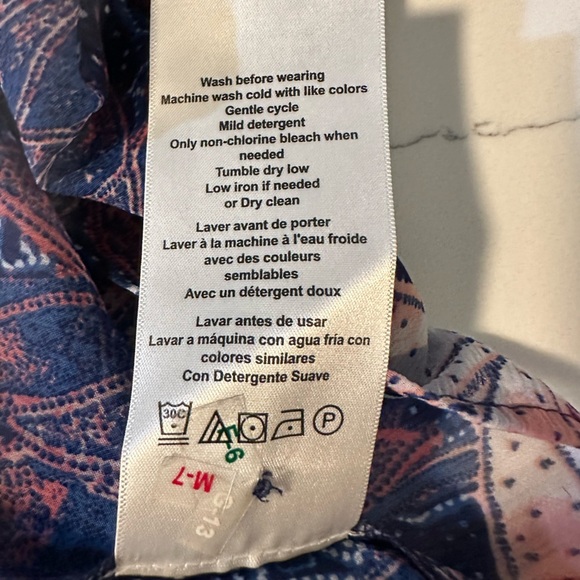 Wash before wearing
Machine wash cold with like colors
Gentle cycle
Mild detergent
Only non-chlorine bleach when
needed
Tumble dry low
Low iron if needed
or Dry clean
Laver avant de porter
Laver à la machine à l'eau froide
avec des couleurs
semblables
Avec un détergent doux
Lavar antes de usar
Lavar a máquina con agua fría con
colores similares
Con Detergente Suave
30C
P
M-7